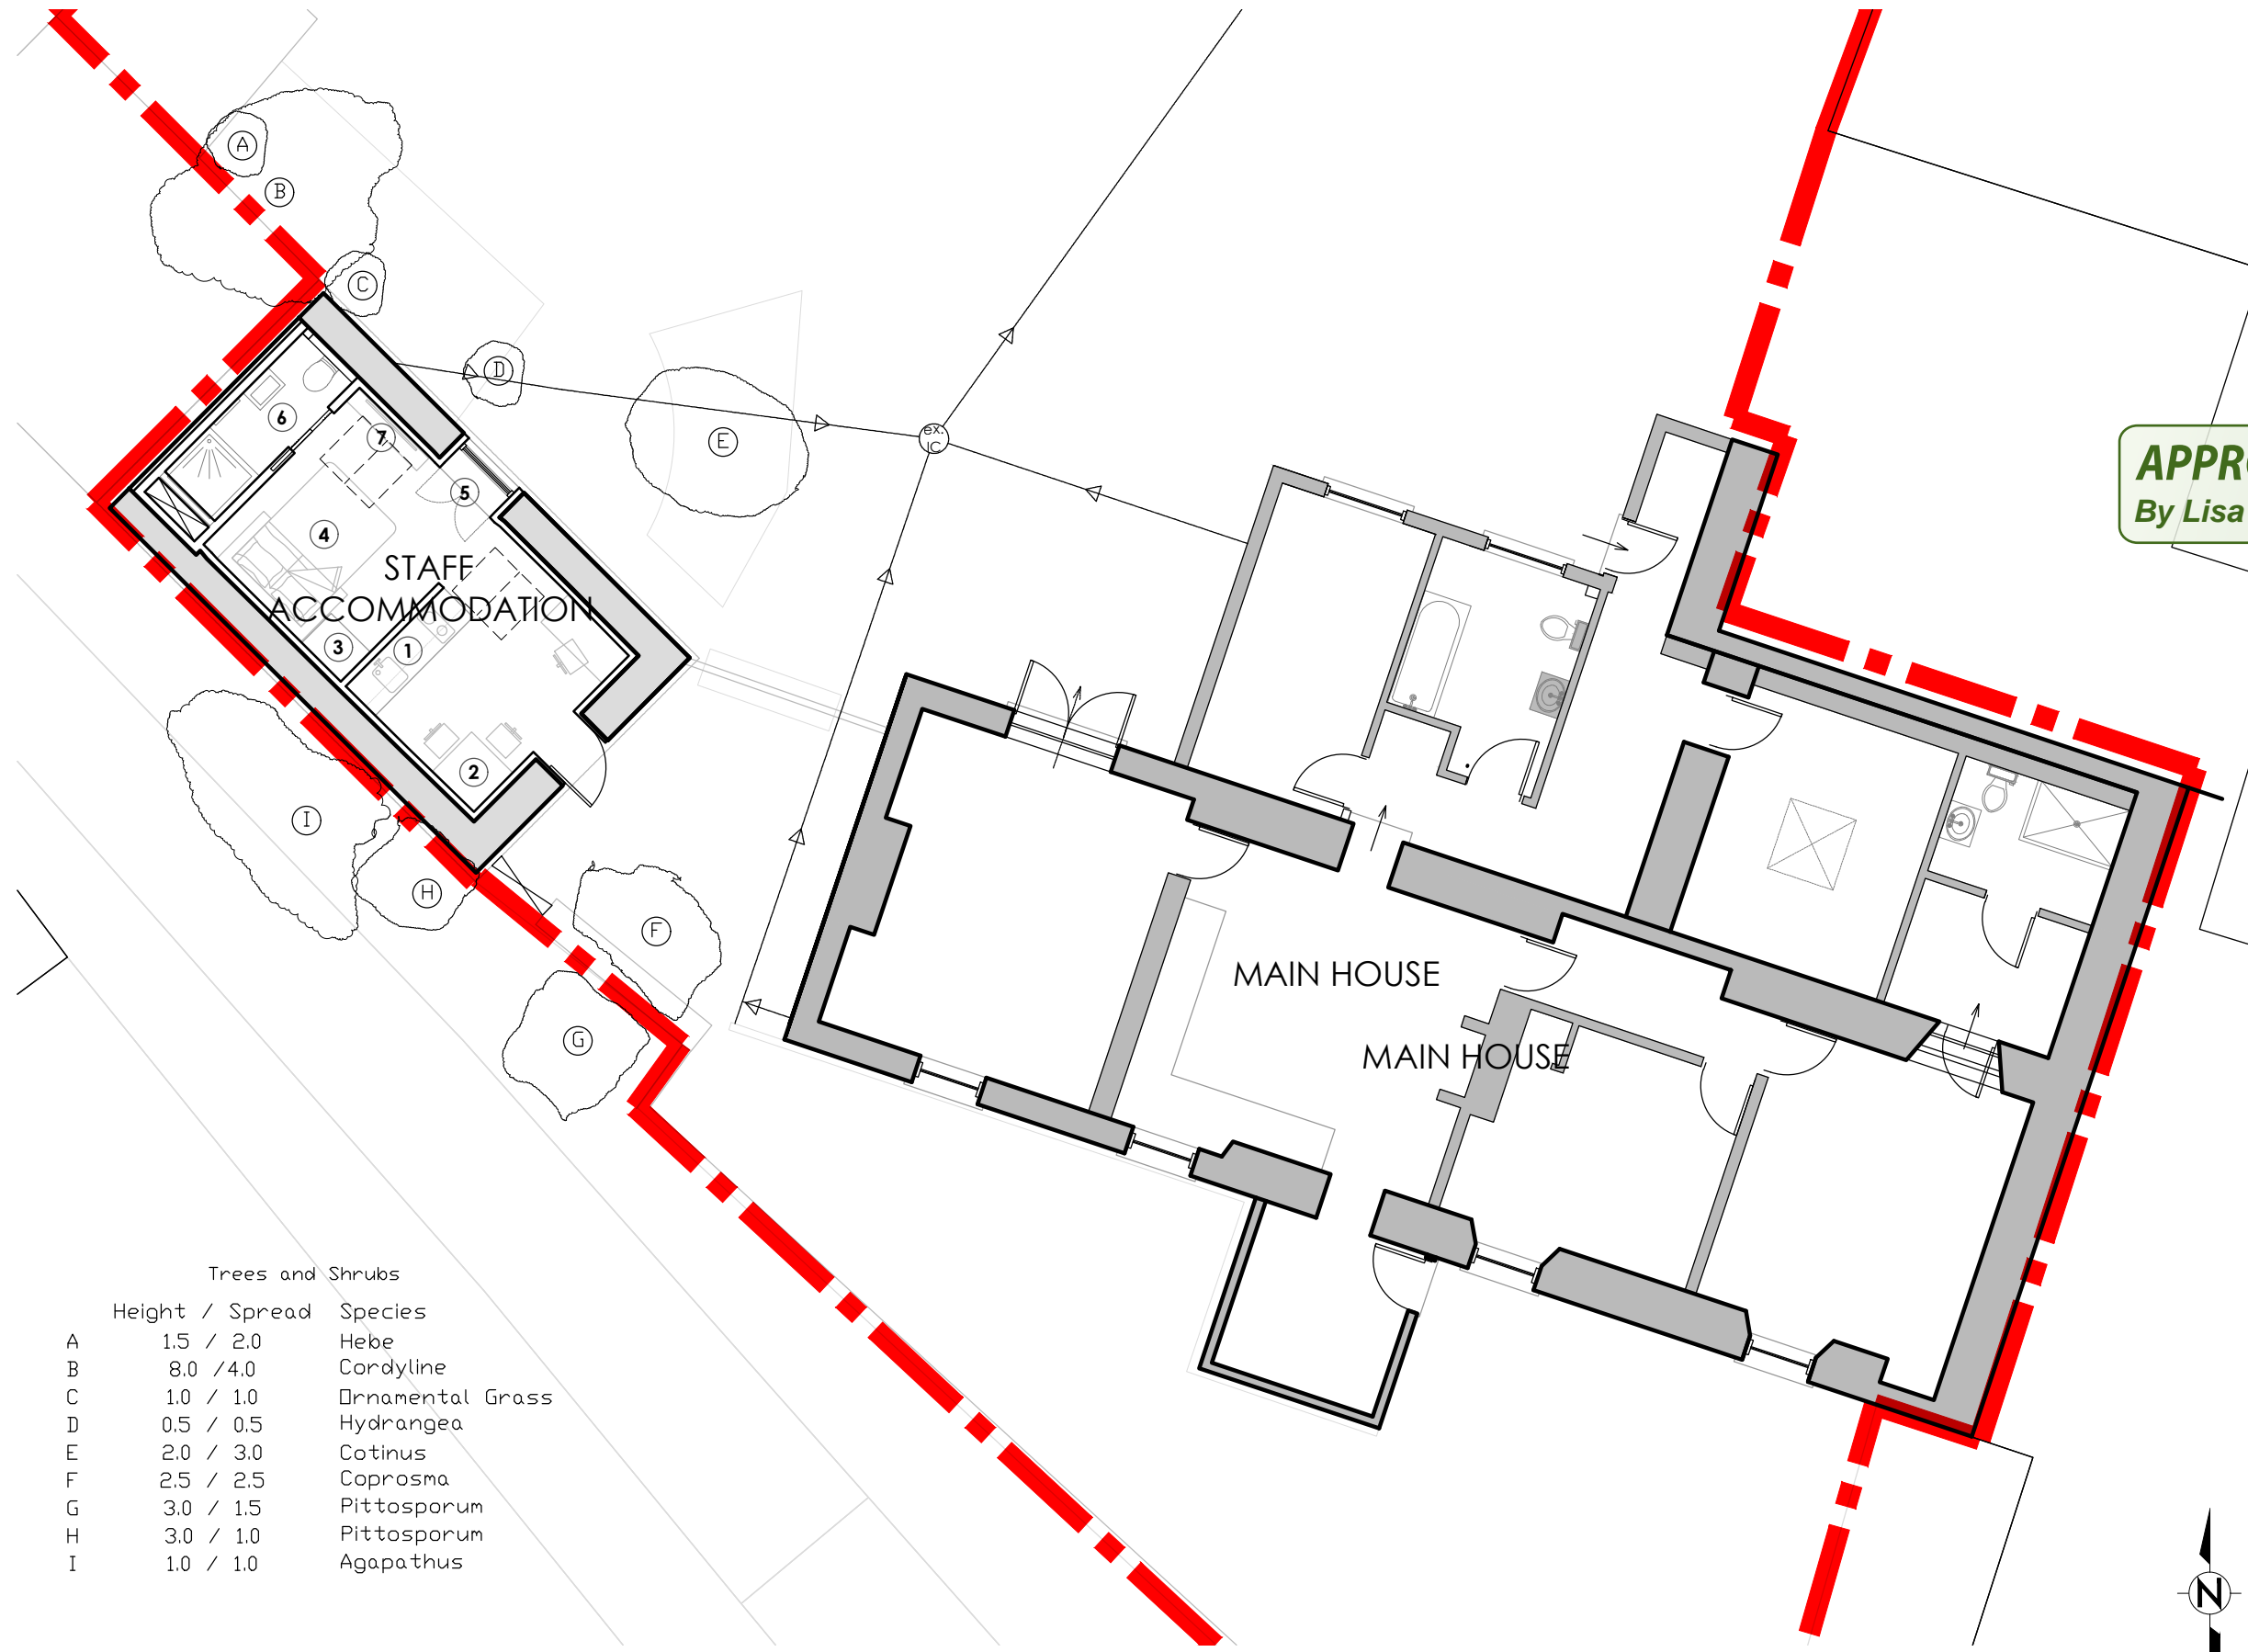 A
B
C
D
E
ex.
IC
APPR
By Lisa
6
7
5
4
STAFF
ACCOMMODATION
3
1
2
I
H
F
G
MAIN HOUSE
MAIN HOUSE
Trees and Shrubs
Height / Spread Species
A 1.5 / 2.0 Hebe
B 8.0 /4.0 Cordyline
C 1.0 / 1.0 Ornamental Grass
D 0.5 / 0.5 Hydrangea
E 2.0 / 3.0 Cotinus
F 2.5 / 2.5 Coprosma
G 3.0 / 1.5 Pittosporum
H 3.0 / 1.0 Pittosporum
I 1.0 / 1.0 Agapathus
N